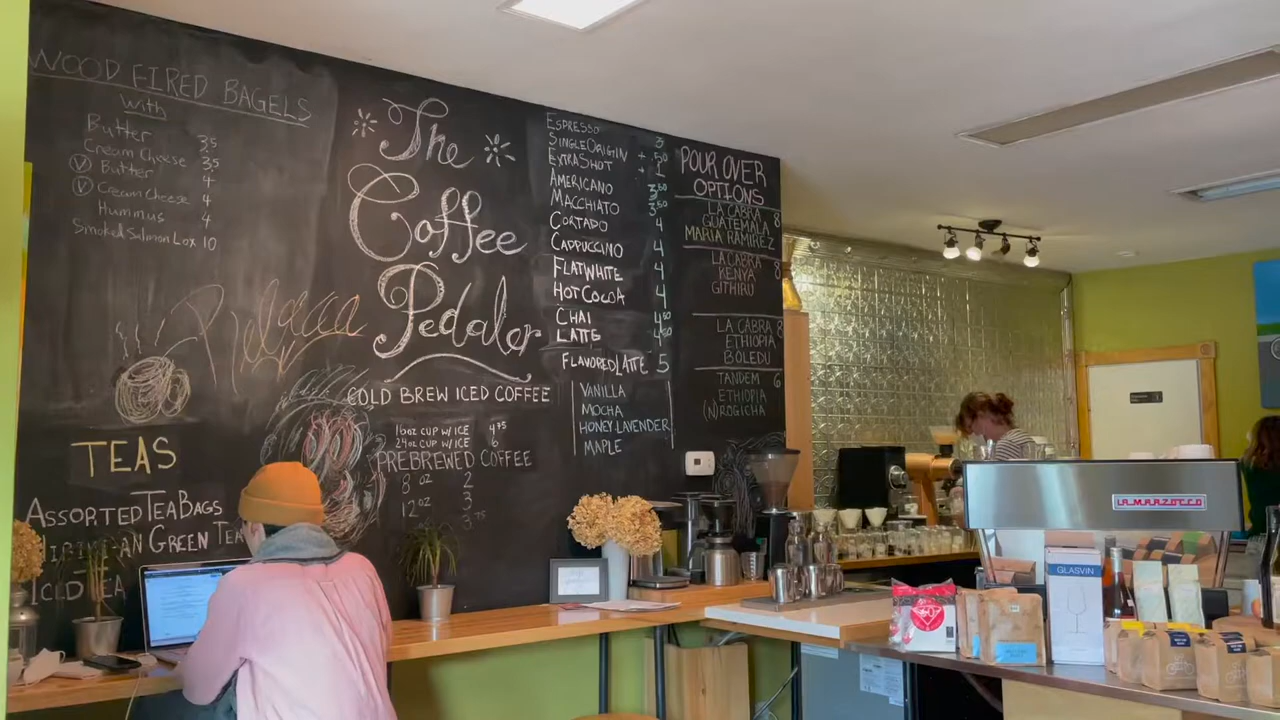 WOOD FIRED BAGELS
With
Butter 3.5
Cream Cheese 3.5
(V) Butter 4
(V) Cream Cheese 4
Hummus 4
Smoked Salmon Lox 10
TEAS
ASSORTED TEA BAGS
GREEN TEA
ICED TEA
The
Coffee
Pedaler
COLD BREW ICED COFFEE
16oz CUP W/ICE 4.75
24oz CUP W/ICE 6
PREBREWED COFFEE
8 oz 2
12oz 3
3.75
ESPRESSO 3
SINGLE ORIGIN + .50
EXTRA SHOT + 1
AMERICANO 3.50
MACCHIATO 3.50
CORTADO 4
CAPPUCCINO 4
FLATWHITE 4
HOT COCOA 4
CHAI 4.50
LATTE 4.50
FLAVORED LATTE 5
VANILLA
MOCHA
HONEY LAVENDER
MAPLE
POUR OVER
OPTIONS
LA CABRA 8
GUATEMALA
MARIA RAMIREZ
LA CABRA 8
KENYA
GITHIRU
LA CABRA 8
ETHIOPIA
BOLEDU
TANDEM 6
ETHIOPIA
(N)ROGICHA
LA MARZOCCO
GLASVIN